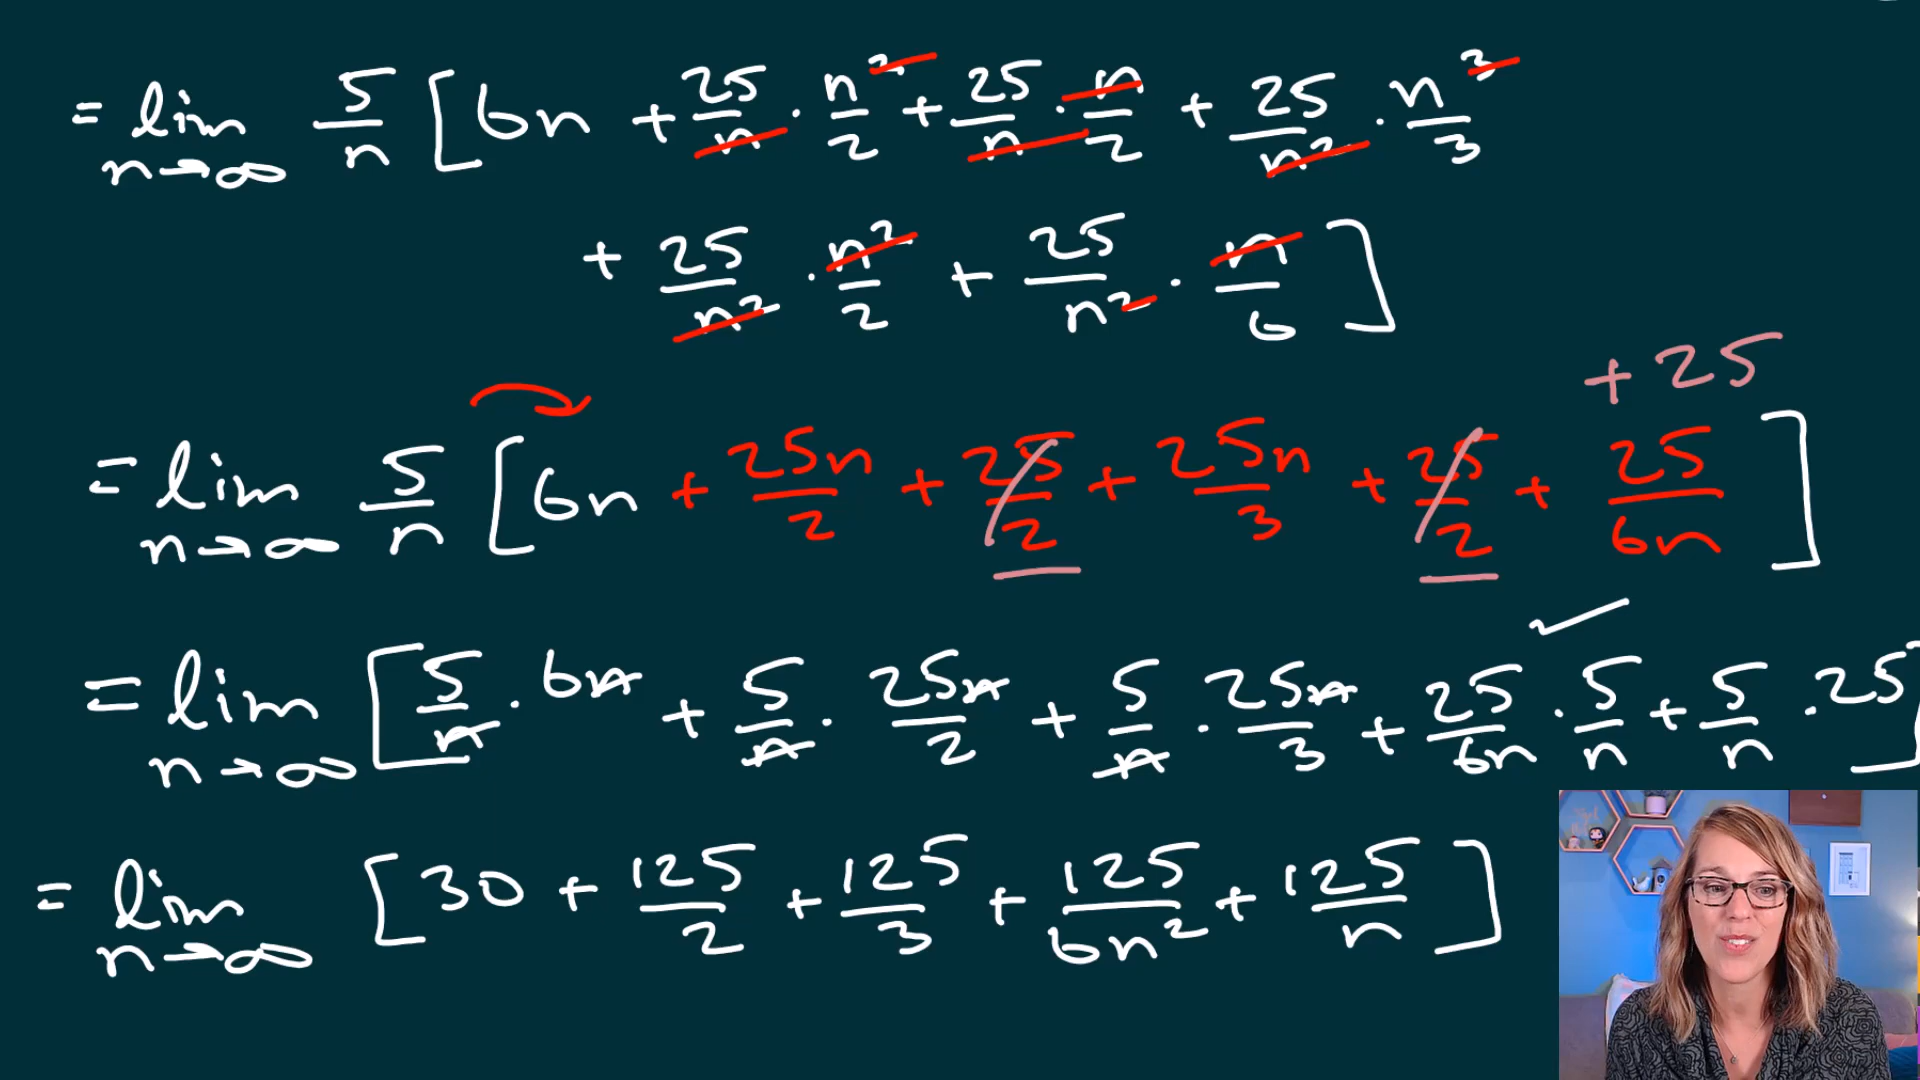 = lim n→∞ 5/n [ 6n + 25/n · n²/2 + 25/n · n/2 + 25/n² · n³/3
+ 25/n² · n²/2 + 25/n² · n/6 ]
+ 25
= lim n→∞ 5/n [ 6n + 25n/2 + 25/2 + 25n/3 + 25/2 + 25/6n ]
= lim n→∞ [ 5/n · 6n + 5/n · 25n/2 + 5/n · 25n/3 + 25/6n · 5/n + 5/n · 25 ]
= lim n→∞ [ 30 + 125/2 + 125/3 + 125/6n² + 125/n ]